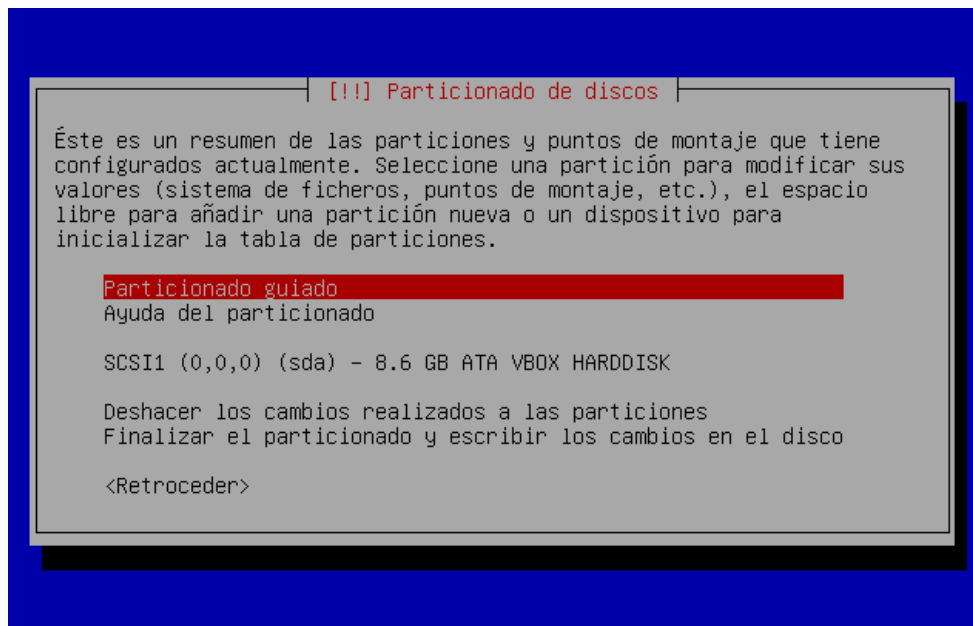 [!!] Particionado de discos
Éste es un resumen de las particiones y puntos de montaje que tiene
configurados actualmente. Seleccione una partición para modificar sus
valores (sistema de ficheros, puntos de montaje, etc.), el espacio
libre para añadir una partición nueva o un dispositivo para
inicializar la tabla de particiones.
Particionado guiado
Ayuda del particionado
SCSI1 (0,0,0) (sda) – 8.6 GB ATA VBOX HARDDISK
Deshacer los cambios realizados a las particiones
Finalizar el particionado y escribir los cambios en el disco
<Retroceder>